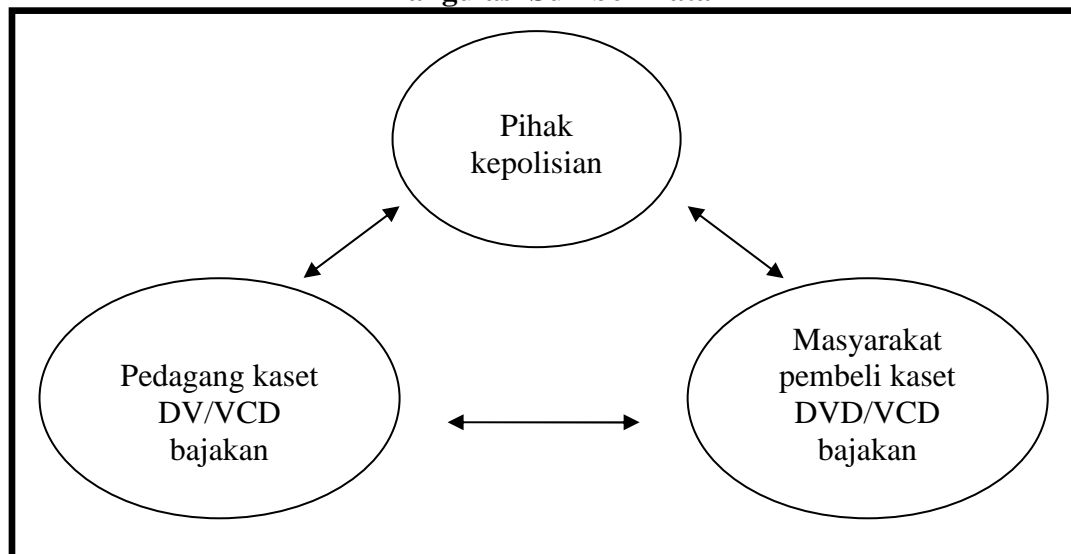 Pihak
kepolisian
Pedagang kaset
DV/VCD
bajakan
Masyarakat
pembeli kaset
DVD/VCD
bajakan